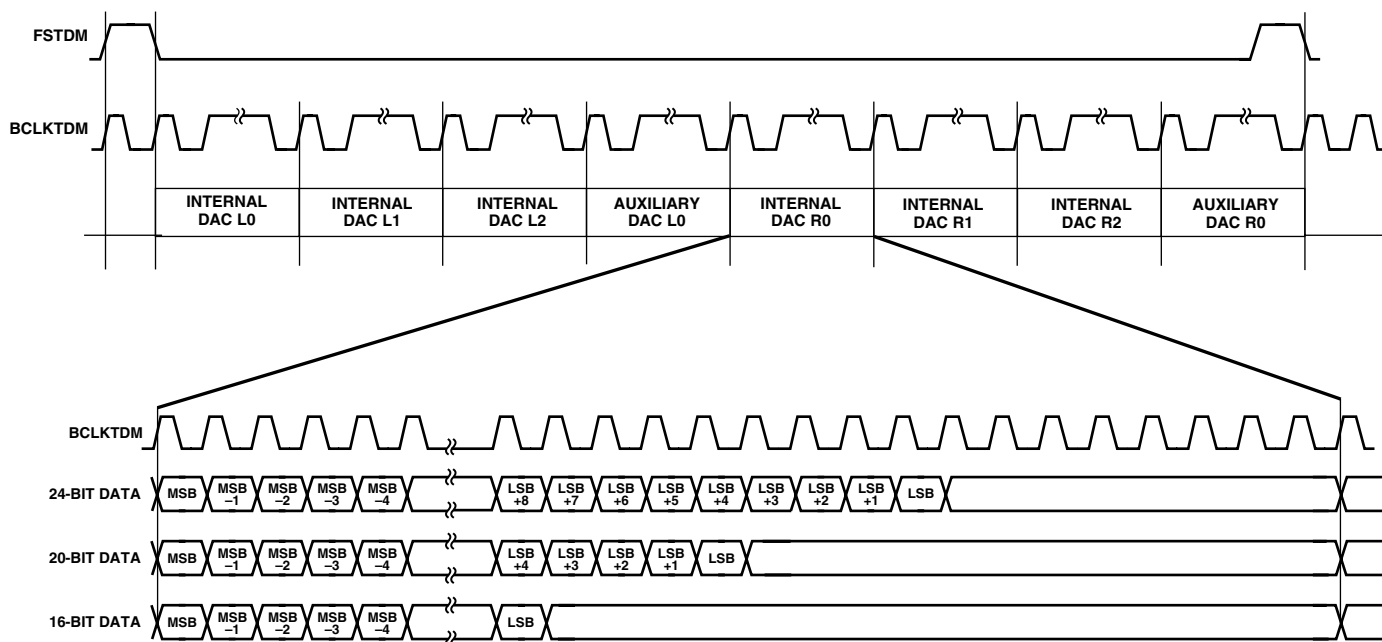 FSTDM
BCLKTDM
INTERNAL DAC L0
INTERNAL DAC L1
INTERNAL DAC L2
AUXILIARY DAC L0
INTERNAL DAC R0
INTERNAL DAC R1
INTERNAL DAC R2
AUXILIARY DAC R0
BCLKTDM
24-BIT DATA MSB MSB –1 MSB –2 MSB –3 MSB –4 LSB +8 LSB +7 LSB +6 LSB +5 LSB +4 LSB +3 LSB +2 LSB +1 LSB
20-BIT DATA MSB MSB –1 MSB –2 MSB –3 MSB –4 LSB +4 LSB +3 LSB +2 LSB +1 LSB
16-BIT DATA MSB MSB –1 MSB –2 MSB –3 MSB –4 LSB